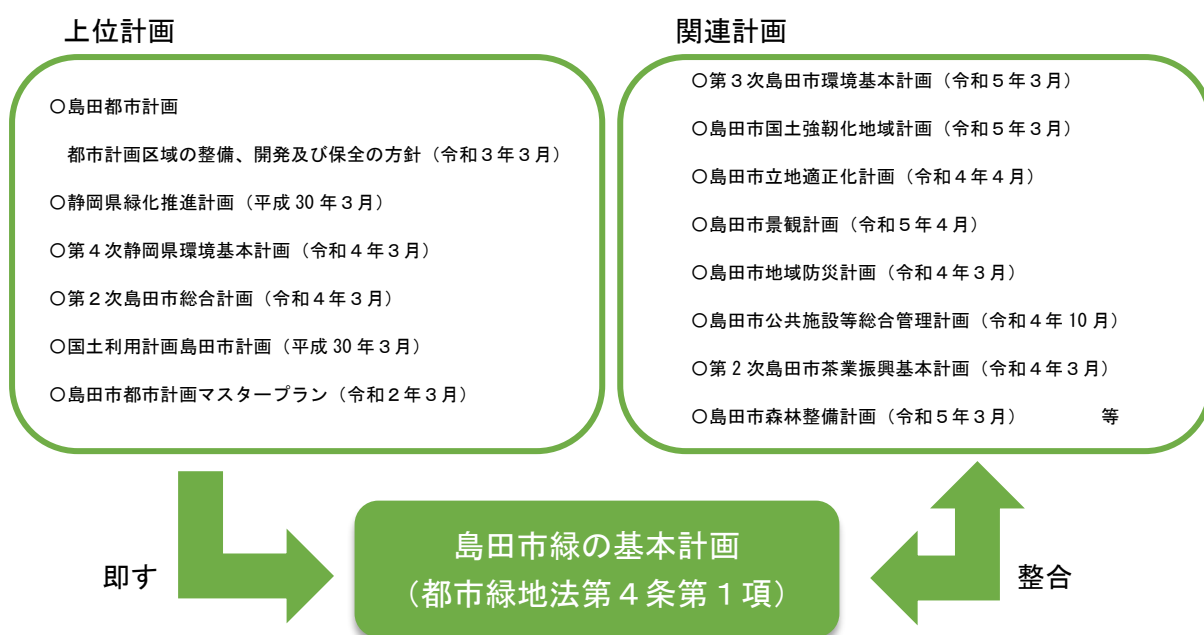 上位計画
〇島田都市計画
都市計画区域の整備、開発及び保全の方針(令和3年3月)
〇静岡県緑化推進計画(平成30年3月)
〇第4次静岡県環境基本計画(令和4年3月)
〇第2次島田市総合計画(令和4年3月)
〇国土利用計画島田市計画(平成30年3月)
〇島田市都市計画マスタープラン(令和2年3月)
関連計画
〇第3次島田市環境基本計画(令和5年3月)
〇島田市国土強靭化地域計画(令和5年3月)
〇島田市立地適正化計画(令和4年4月)
〇島田市景観計画(令和5年4月)
〇島田市地域防災計画(令和4年3月)
〇島田市公共施設等総合管理計画(令和4年10月)
〇第2次島田市茶業振興基本計画(令和4年3月)
〇島田市森林整備計画(令和5年3月) 等
即す
島田市緑の基本計画
(都市緑地法第4条第1項)
整合